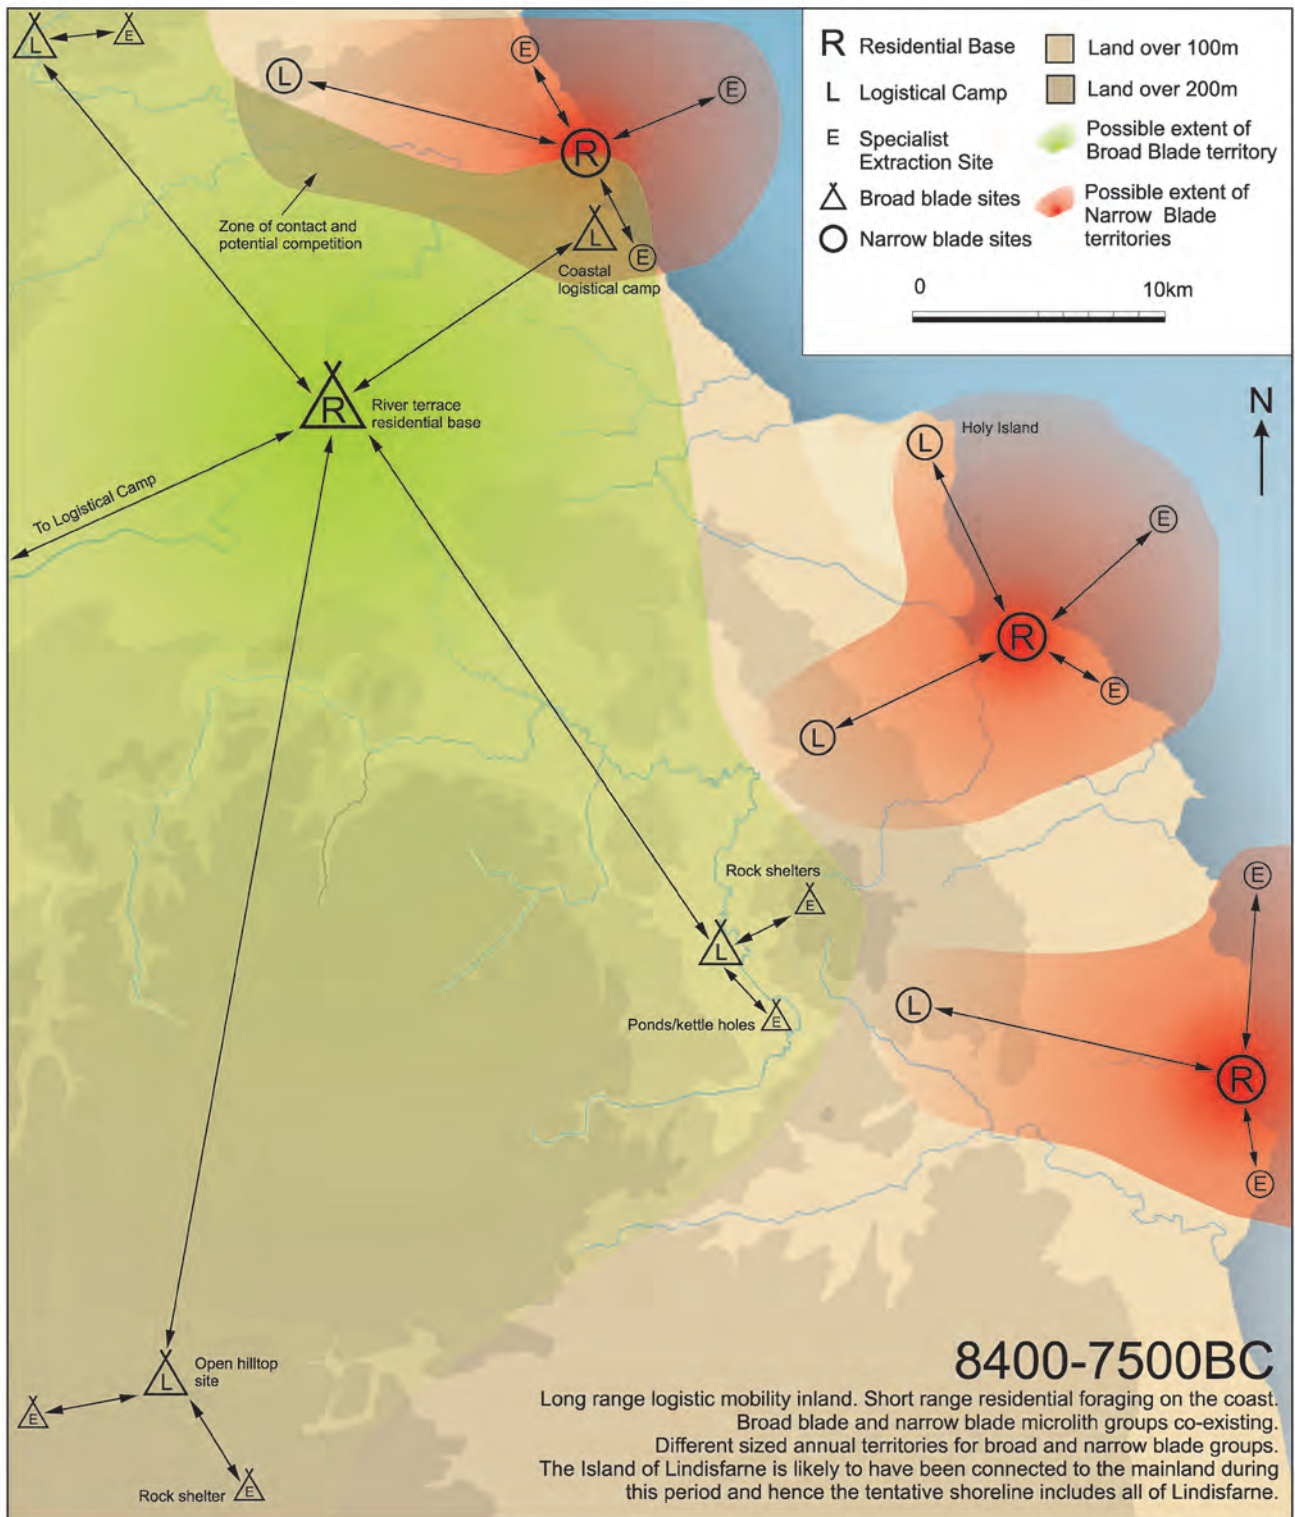 R Residential Base
L Logistical Camp
E Specialist
Extraction Site
Broad blade sites
Narrow blade sites
Land over 100m
Land over 200m
Possible extent of
Broad Blade territory
Possible extent of
Narrow Blade
territories
0 10km
N
L
E
L
E
E
R
Zone of contact and
potential competition
L
E
Coastal
logistical camp
R
River terrace
residential base
To Logistical Camp
L
Holy Island
E
R
E
L
Rock shelters
E
L
Ponds/kettle holes
E
E
L
R
E
Open hilltop
site
L
E
Rock shelter
E
8400-7500BC
Long range logistic mobility inland. Short range residential foraging on the coast.
Broad blade and narrow blade microlith groups co-existing.
Different sized annual territories for broad and narrow blade groups.
The Island of Lindisfarne is likely to have been connected to the mainland during
this period and hence the tentative shoreline includes all of Lindisfarne.